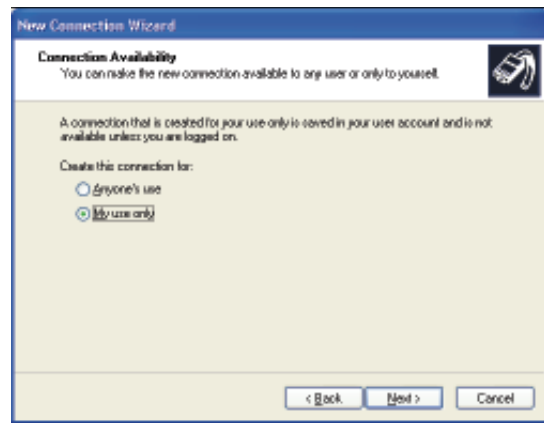 New Connection Wizard
Connection Availability
You can make the new connection available to any user or only to yourself.
A connection that is created for your use only is saved in your user account and is not
available unless you are logged on.
Create this connection for:
Anyone's use
My use only
< Back
Next >
Cancel